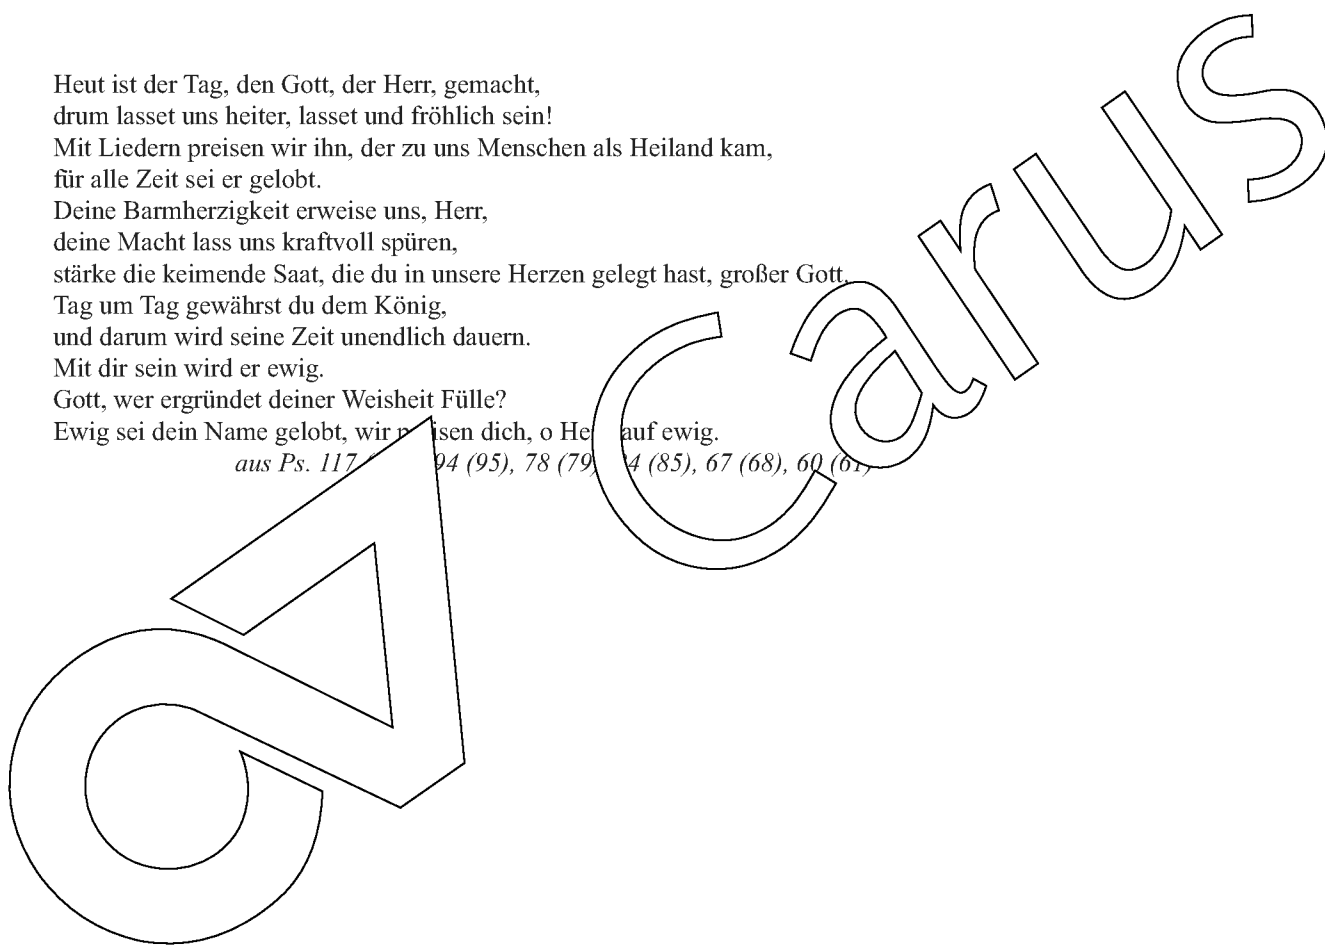 Heut ist der Tag, den Gott, der Herr, gemacht,
drum lasset uns heiter, lasset und fröhlich sein!
Mit Liedern preisen wir ihn, der zu uns Menschen als Heiland kam,
für alle Zeit sei er gelobt.
Deine Barmherzigkeit erweise uns, Herr,
deine Macht lass uns kraftvoll spüren,
stärke die keimende Saat, die du in unsere Herzen gelegt hast, großer Gott.
Tag um Tag gewährst du dem König,
und darum wird seine Zeit unendlich dauern.
Mit dir sein wird er ewig.
Gott, wer ergründet deiner Weisheit Fülle?
Ewig sei dein Name gelobt, wir dich, o auf ewig.
aus Ps. 117 94 (95), 78 (79) (85), 67 (68), 60 (61)
Carus